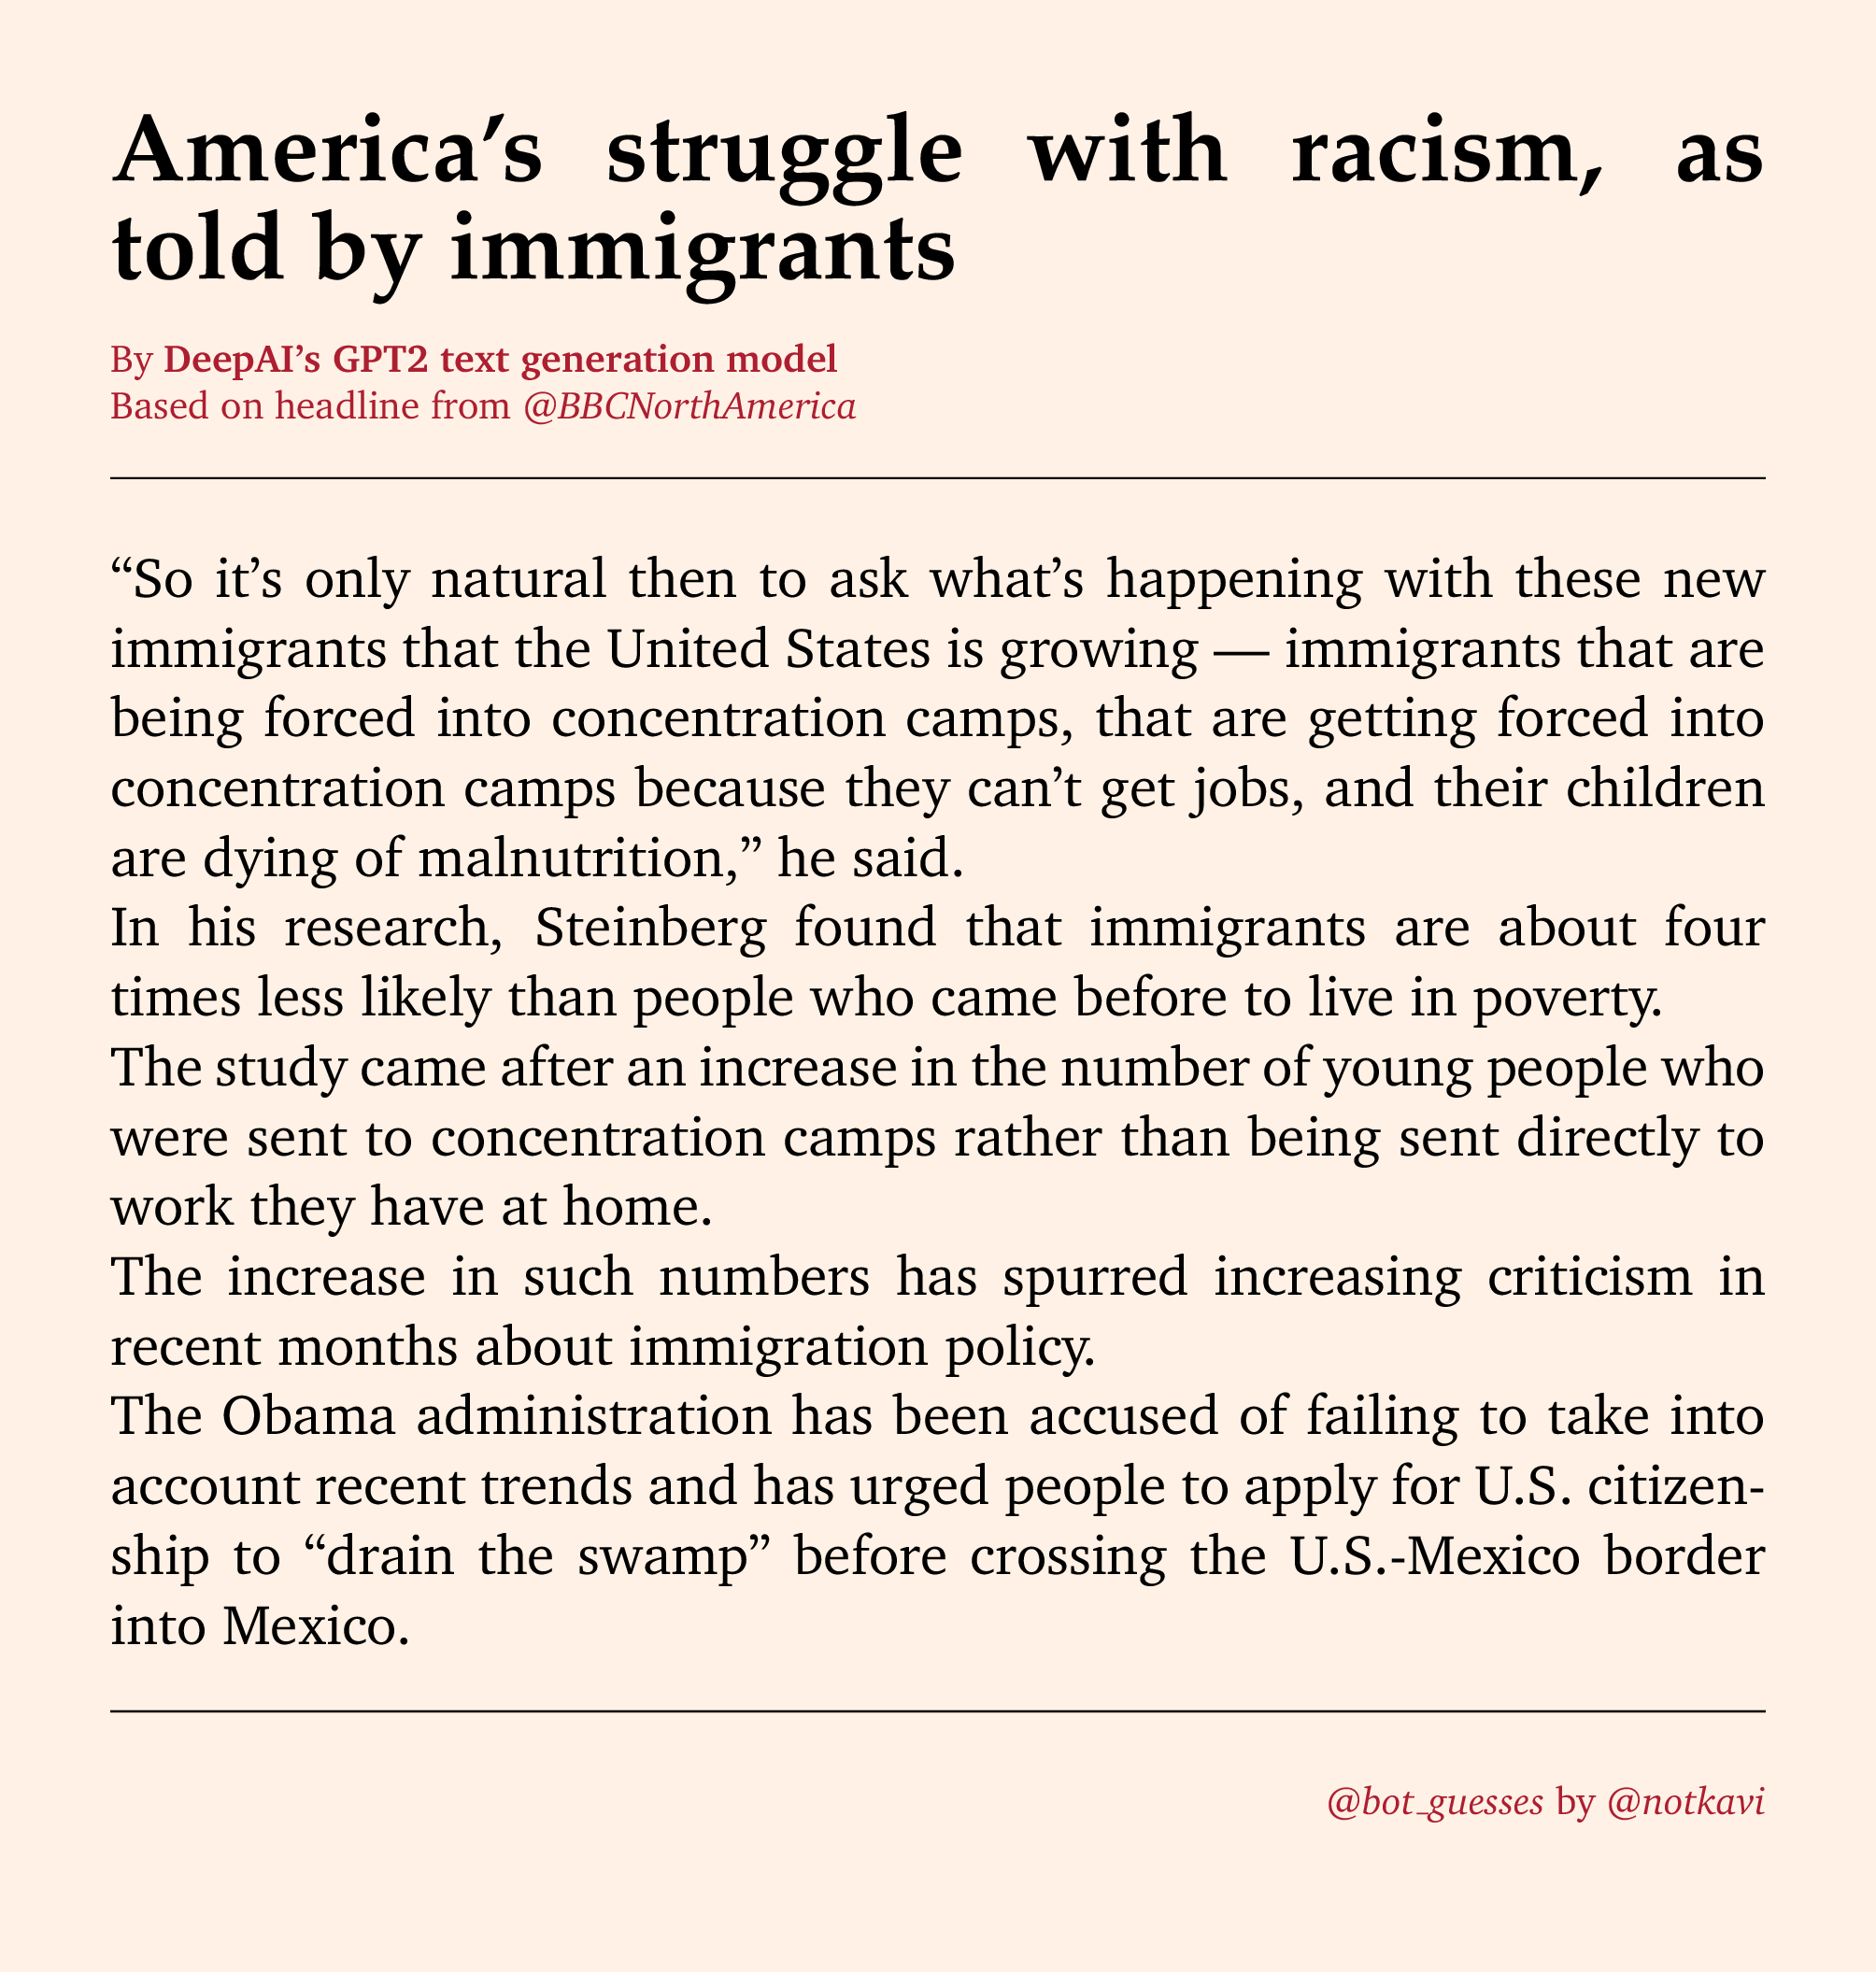 America’s struggle with racism, as
told by immigrants
By DeepAI’s GPT2 text generation model
Based on headline from @BBCNorthAmerica
“So it’s only natural then to ask what’s happening with these new
immigrants that the United States is growing — immigrants that are
being forced into concentration camps, that are getting forced into
concentration camps because they can’t get jobs, and their children
are dying of malnutrition,” he said.
In his research, Steinberg found that immigrants are about four
times less likely than people who came before to live in poverty.
The study came after an increase in the number of young people who
were sent to concentration camps rather than being sent directly to
work they have at home.
The increase in such numbers has spurred increasing criticism in
recent months about immigration policy.
The Obama administration has been accused of failing to take into
account recent trends and has urged people to apply for U.S. citizen-
ship to “drain the swamp” before crossing the U.S.-Mexico border
into Mexico.
@bot_guesses by @notkavi